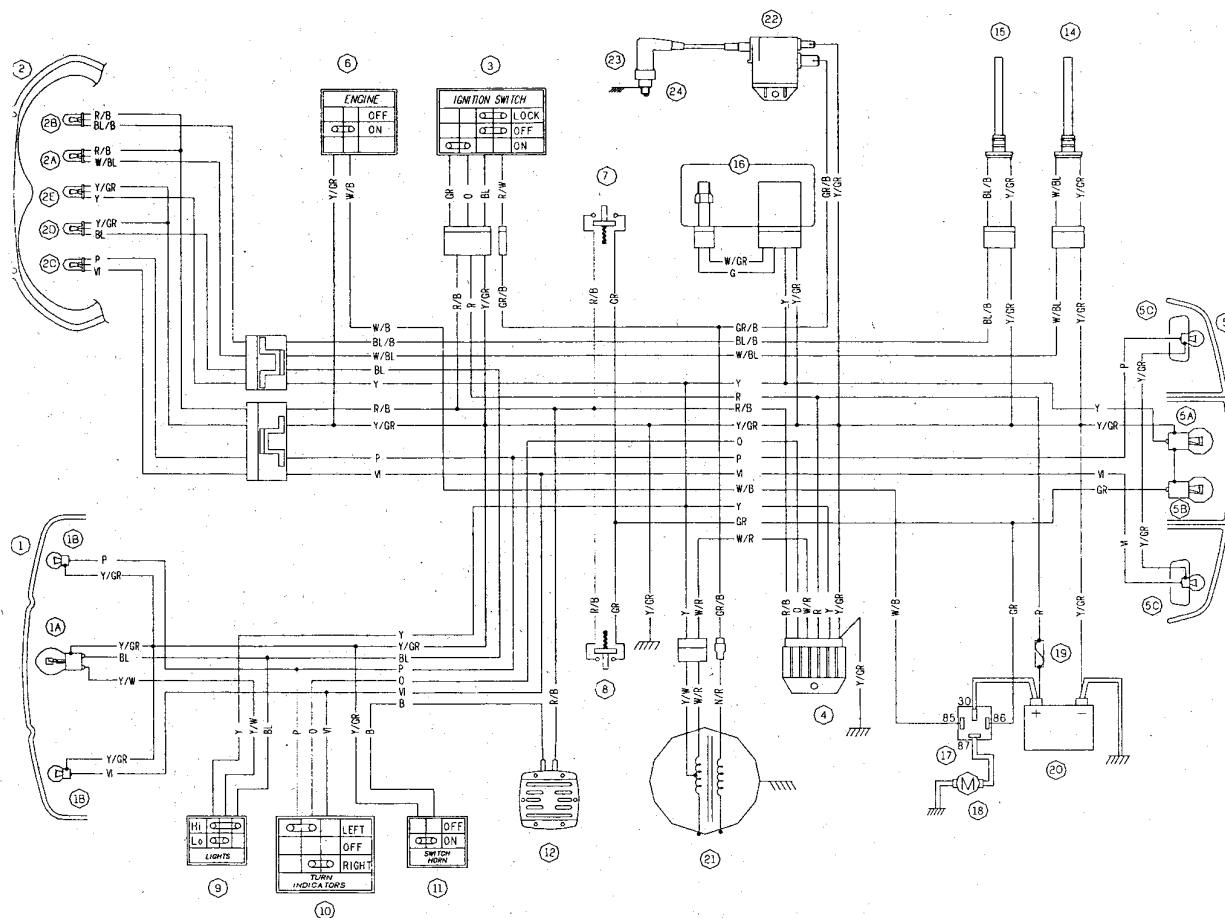 22
15
14
2
6
3
23
24
ENGINE
OFF
ON
IGNITION SWITCH
LOCK
OFF
ON
2B
R/B
BL/B
2A
R/B
W/BL
2E
Y/GR
Y
2D
Y/GR
BL
2C
P
VI
Y/GR
W/B
GR
O
BL
R/W
7
16
GR/B
Y/GR
BL/B
Y/GR
W/BL
Y/GR
W/GR
G
R/B
R
Y/GR
GR/B
R/B
GR
Y
Y/GR
BL/B
Y/GR
W/BL
Y/GR
5C
W/B
BL/B
W/BL
BL
Y
GR/B
BL/B
W/BL
Y
R
P
Y/GR
R/B
Y/GR
R/B
Y/GR
O
Y
Y/GR
5A
P
VI
P
VI
W/B
Y
GR
W/R
VI
GR
5B
1
1B
P
Y/GR
VI
Y/GR
1A
Y/GR
BL
Y/W
Y
Y/GR
BL
P
O
VI
B
R/B
GR
Y/GR
Y
W/R
GR/B
R/B
O
W/R
R
Y
Y/GR
W/B
GR
R
Y/GR
5C
8
Y/W
W/R
N/R
4
Y/GR
19
30
85
86
87
+
-
17
M
18
20
Y
Y/W
BL
P
O
VI
Y/GR
B
R/B
Y/GR
VI
1B
Hi
Lo
LIGHTS
LEFT
OFF
RIGHT
TURN
INDICATORS
OFF
ON
SWITCH
HORN
9
10
11
12
21